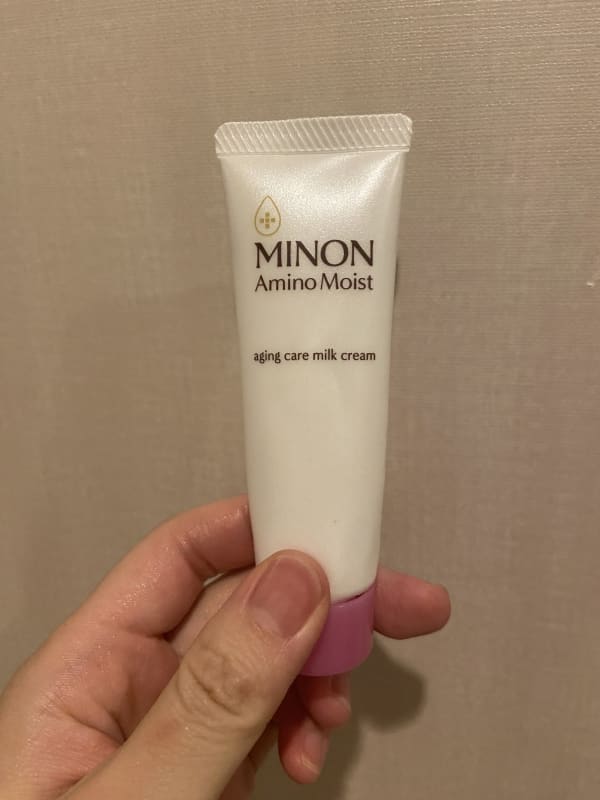 MINON
Amino Moist
aging care milk cream